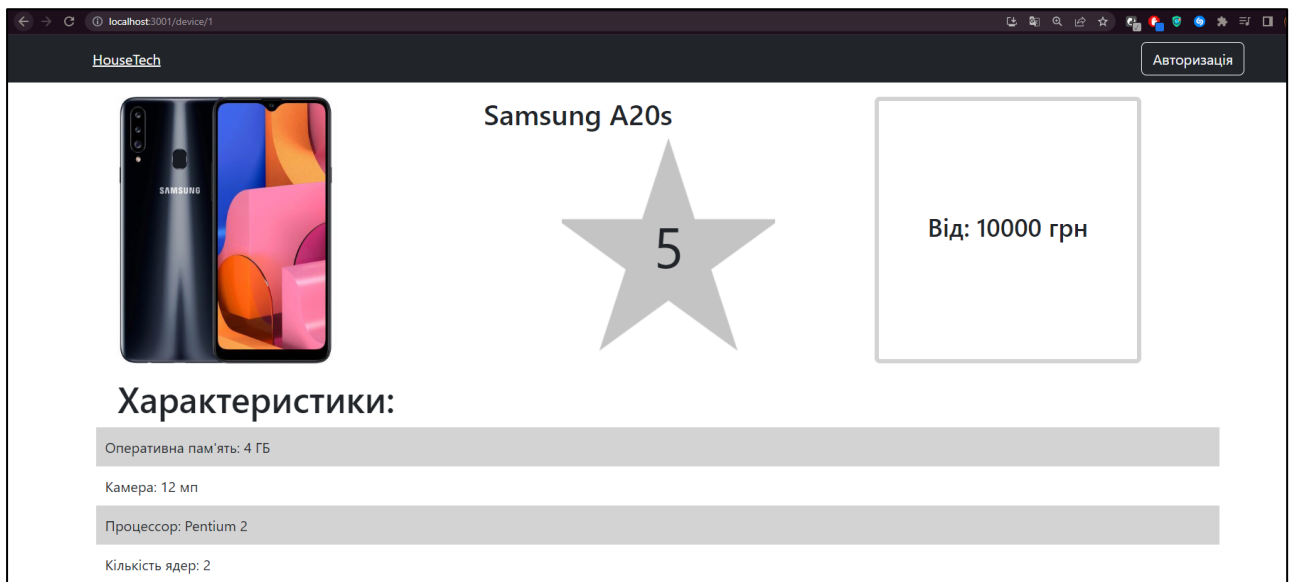 localhost:3001/device/1
HouseTech
Авторизація
SAMSUNG
Samsung A20s
5
Від: 10000 грн
Характеристики:
Оперативна пам'ять: 4 ГБ
Камера: 12 мп
Процессор: Pentium 2
Кількість ядер: 2